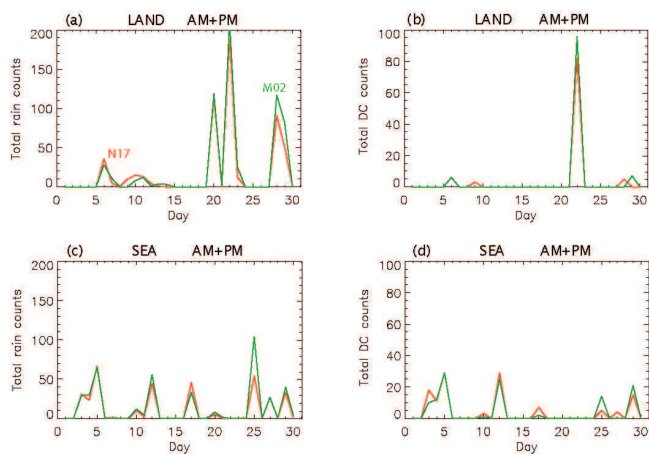 (a) LAND AM+PM
200
150
100
50
0
Total rain counts
N17
M02
0 5 10 15 20 25 30
Day
(b) LAND AM+PM
100
80
60
40
20
0
Total DC counts
0 5 10 15 20 25 30
Day
(c) SEA AM+PM
200
150
100
50
0
Total rain counts
0 5 10 15 20 25 30
Day
(d) SEA AM+PM
100
80
60
40
20
0
Total DC counts
0 5 10 15 20 25 30
Day